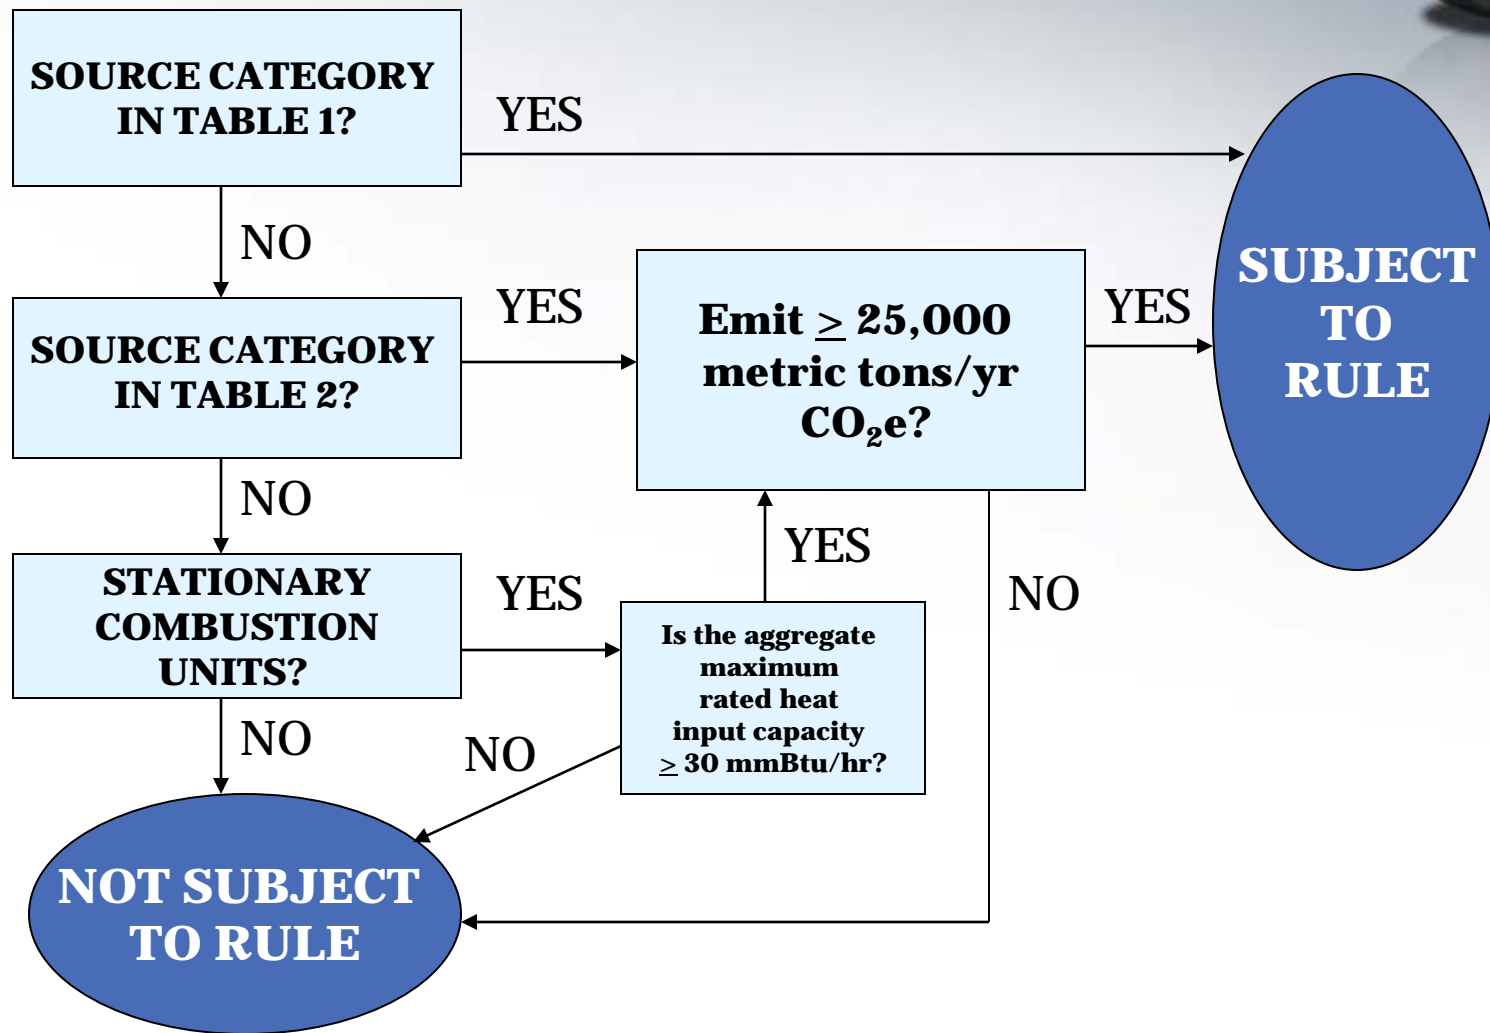 SOURCE CATEGORY
IN TABLE 1?
YES
NO
SOURCE CATEGORY
IN TABLE 2?
YES
Emit ≥ 25,000
metric tons/yr
CO₂e?
YES
SUBJECT
TO
RULE
NO
STATIONARY
COMBUSTION
UNITS?
YES
YES
Is the aggregate
maximum
rated heat
input capacity
≥ 30 mmBtu/hr?
NO
NO
NO
NOT SUBJECT
TO RULE